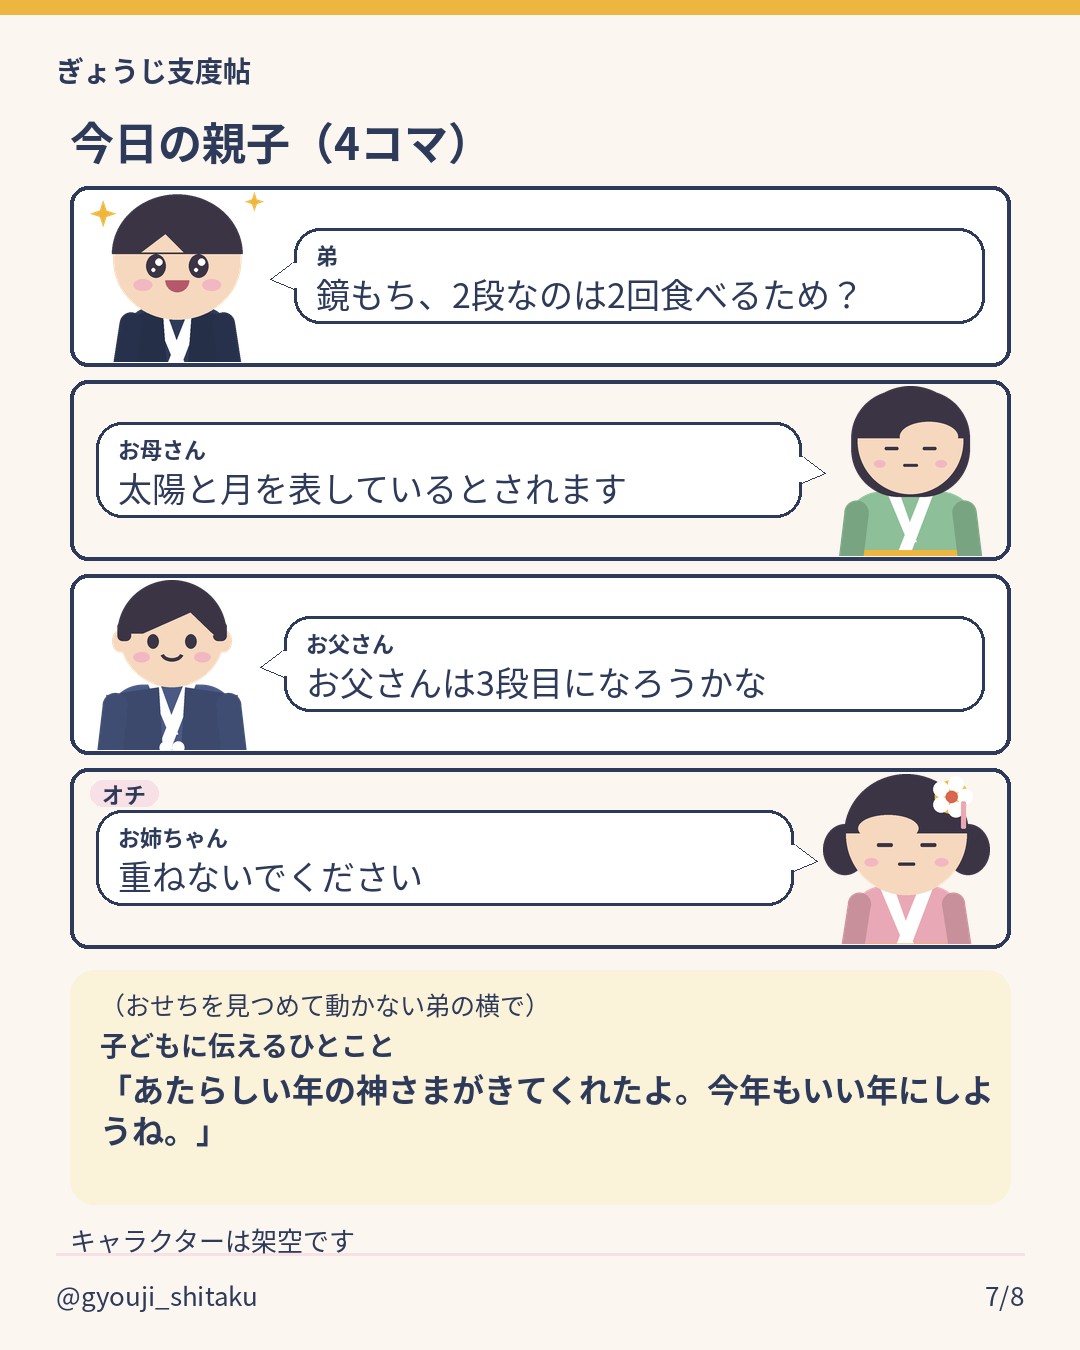 ぎょうじ支度帖
今日の親子（4コマ）
弟
鏡もち、2段なのは2回食べるため？
お母さん
太陽と月を表しているとされます
お父さん
お父さんは3段目になろうかな
オチ
お姉ちゃん
重ねないでください
（おせちを見つめて動かない弟の横で）
子どもに伝えるひとこと
「あたらしい年の神さまがきてくれたよ。今年もいい年にしよ
うね。」
キャラクターは架空です
@gyouji_shitaku
7/8